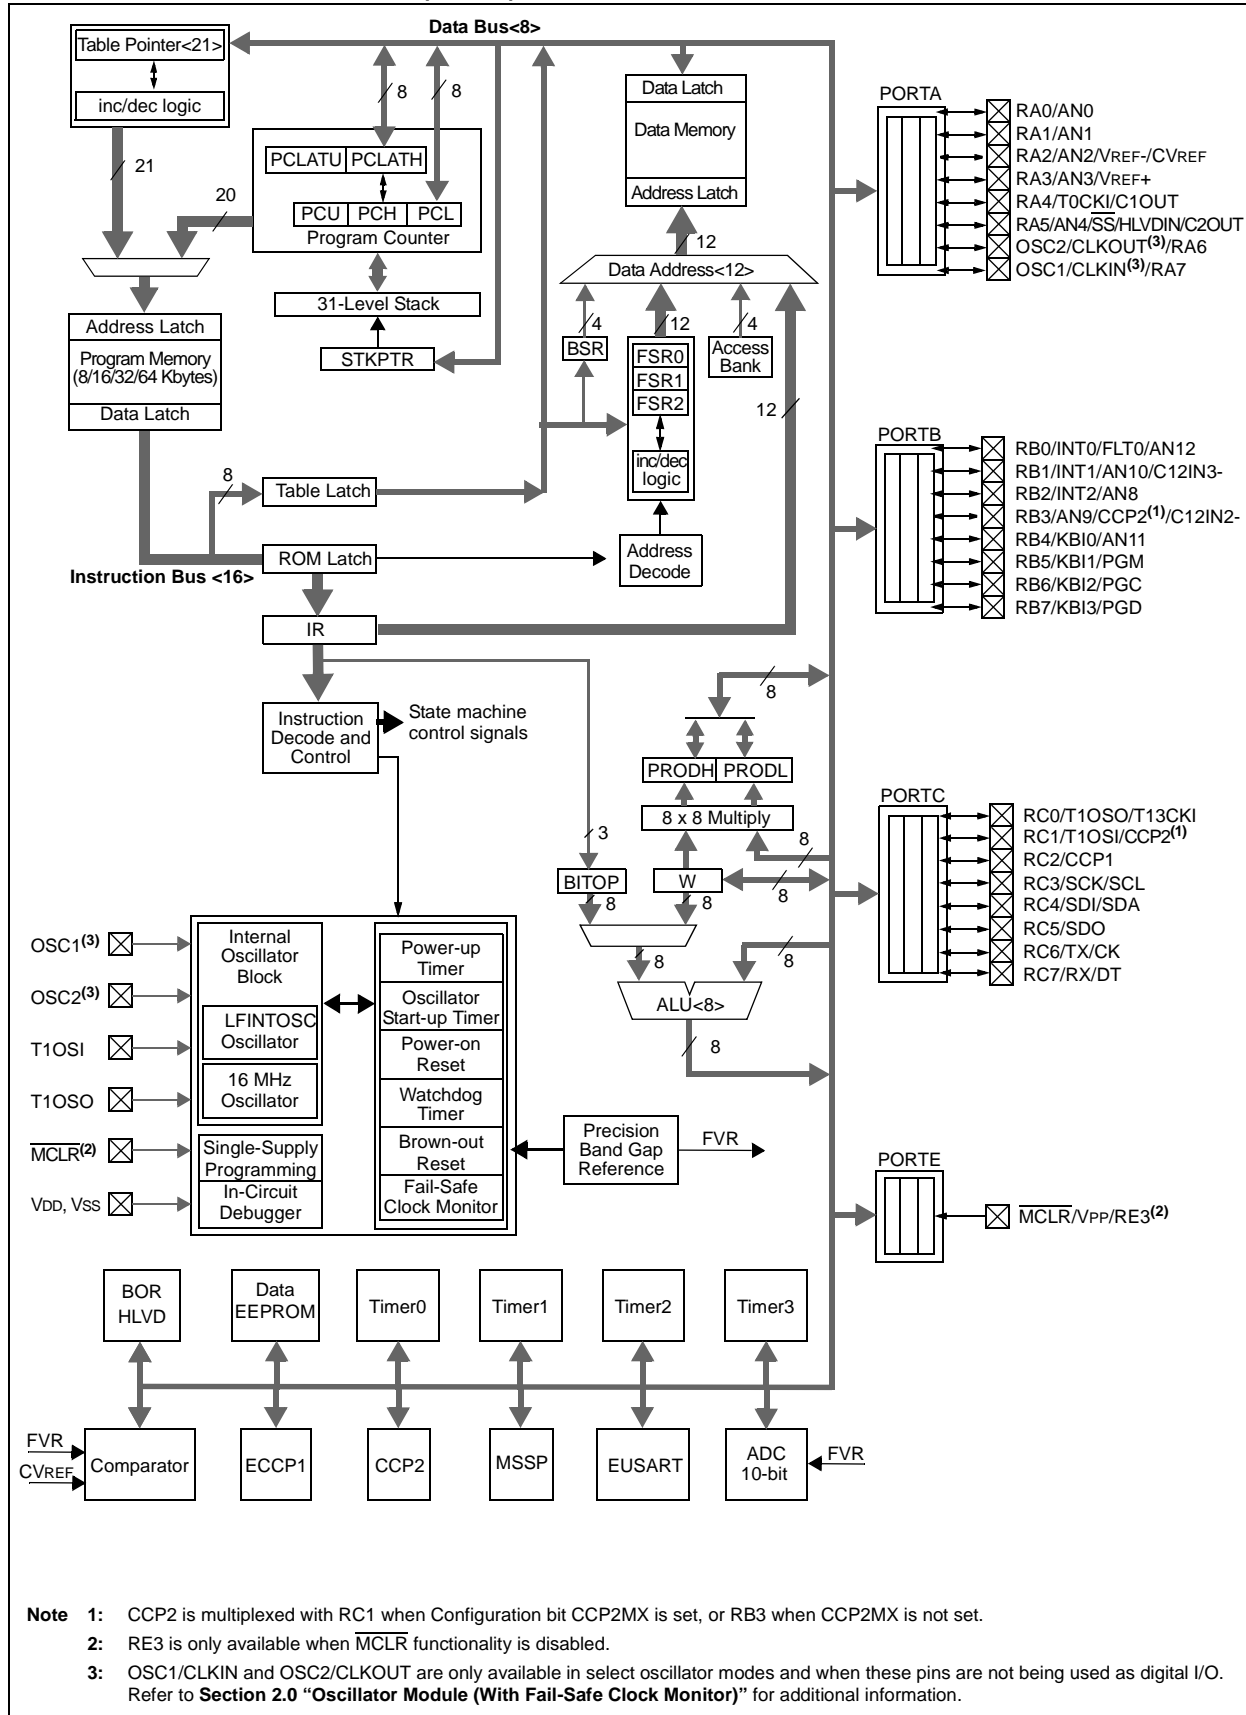 Data Bus<8>
Table Pointer<21>
inc/dec logic
21
20
8
8
PCLATU PCLATH
PCU PCH PCL
Program Counter
31-Level Stack
STKPTR
Data Latch
Data Memory
Address Latch
12
Data Address<12>
4
12
4
BSR
FSR0
FSR1
FSR2
inc/dec
logic
Access
Bank
12
Address
Decode
Address Latch
Program Memory
(8/16/32/64 Kbytes)
Data Latch
8
Table Latch
ROM Latch
Instruction Bus <16>
IR
Instruction
Decode and
Control
State machine
control signals
8
PRODH PRODL
8 x 8 Multiply
3
8
BITOP
W
8
8
8
8
8
ALU<8>
8
PORTA
RA0/AN0
RA1/AN1
RA2/AN2/VREF-/CVREF
RA3/AN3/VREF+
RA4/T0CKI/C1OUT
RA5/AN4/SS/HLVDIN/C2OUT
OSC2/CLKOUT(3)/RA6
OSC1/CLKIN(3)/RA7
PORTB
RB0/INT0/FLT0/AN12
RB1/INT1/AN10/C12IN3-
RB2/INT2/AN8
RB3/AN9/CCP2(1)/C12IN2-
RB4/KBI0/AN11
RB5/KBI1/PGM
RB6/KBI2/PGC
RB7/KBI3/PGD
PORTC
RC0/T1OSO/T13CKI
RC1/T1OSI/CCP2(1)
RC2/CCP1
RC3/SCK/SCL
RC4/SDI/SDA
RC5/SDO
RC6/TX/CK
RC7/RX/DT
PORTE
MCLR/VPP/RE3(2)
OSC1(3)
OSC2(3)
T1OSI
T1OSO
MCLR(2)
VDD, VSS
Internal
Oscillator
Block
LFINTOSC
Oscillator
16 MHz
Oscillator
Single-Supply
Programming
In-Circuit
Debugger
Power-up
Timer
Oscillator
Start-up Timer
Power-on
Reset
Watchdog
Timer
Brown-out
Reset
Fail-Safe
Clock Monitor
Precision
Band Gap
Reference
FVR
BOR
HLVD
Data
EEPROM
Timer0
Timer1
Timer2
Timer3
FVR
CVREF
Comparator
ECCP1
CCP2
MSSP
EUSART
ADC
10-bit
FVR
Note 1: CCP2 is multiplexed with RC1 when Configuration bit CCP2MX is set, or RB3 when CCP2MX is not set.
2: RE3 is only available when MCLR functionality is disabled.
3: OSC1/CLKIN and OSC2/CLKOUT are only available in select oscillator modes and when these pins are not being used as digital I/O.
Refer to Section 2.0 “Oscillator Module (With Fail-Safe Clock Monitor)” for additional information.